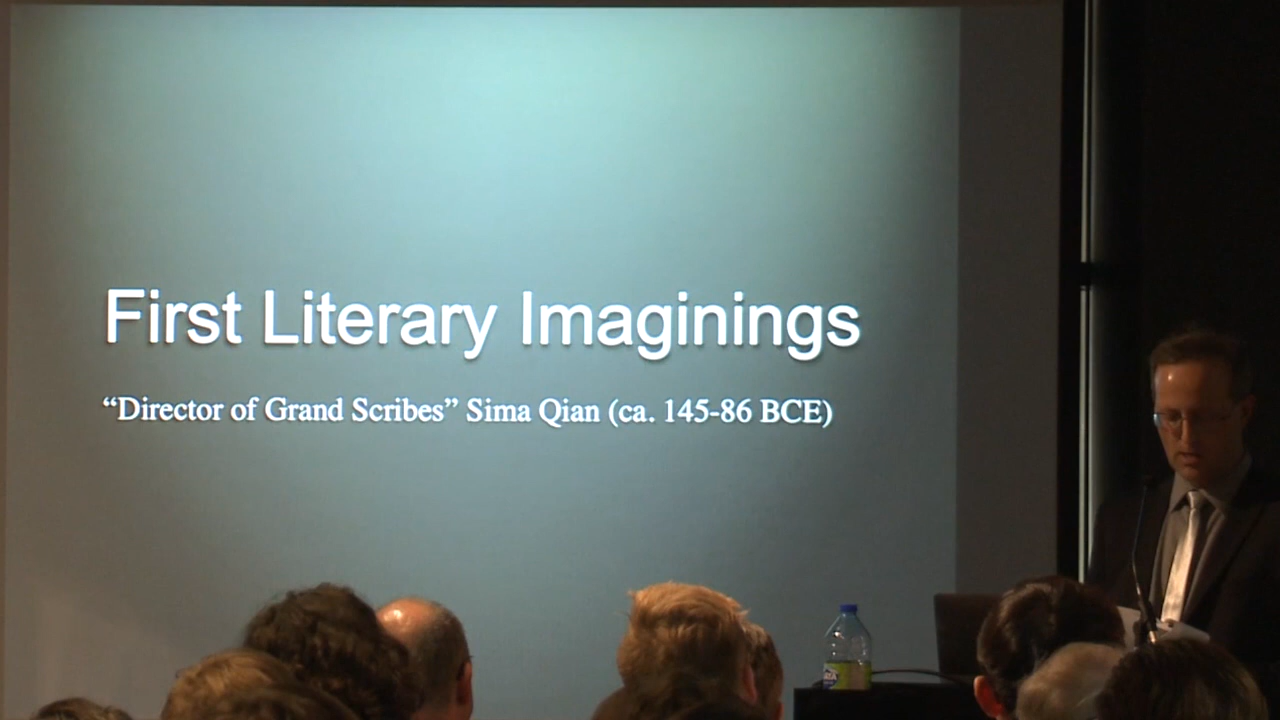 First Literary Imaginings
“Director of Grand Scribes” Sima Qian (ca. 145-86 BCE)